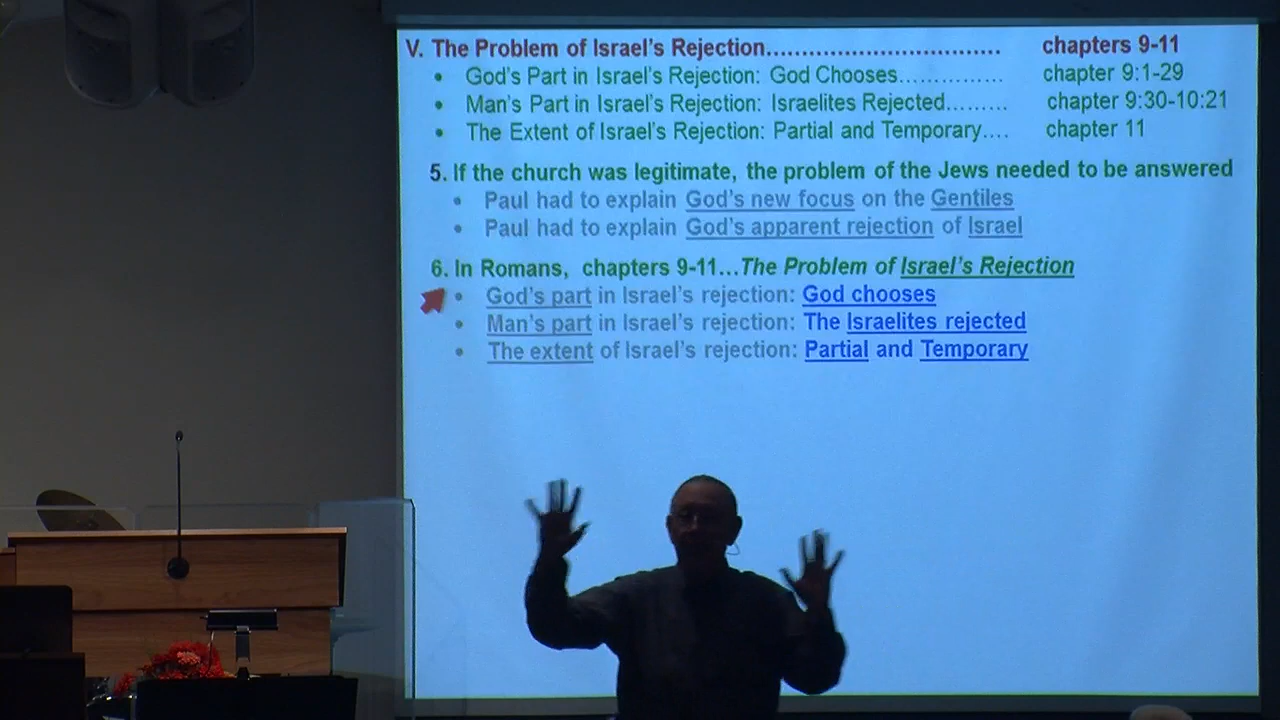 V. The Problem of Israel's Rejection................................. chapters 9-11
• God's Part in Israel's Rejection: God Chooses............... chapter 9:1-29
• Man's Part in Israel's Rejection: Israelites Rejected......... chapter 9:30-10:21
• The Extent of Israel's Rejection: Partial and Temporary.... chapter 11
5. If the church was legitimate, the problem of the Jews needed to be answered
• Paul had to explain God's new focus on the Gentiles
• Paul had to explain God's apparent rejection of Israel
6. In Romans, chapters 9-11...The Problem of Israel's Rejection
• God's part in Israel's rejection: God chooses
• Man's part in Israel's rejection: The Israelites rejected
• The extent of Israel's rejection: Partial and Temporary